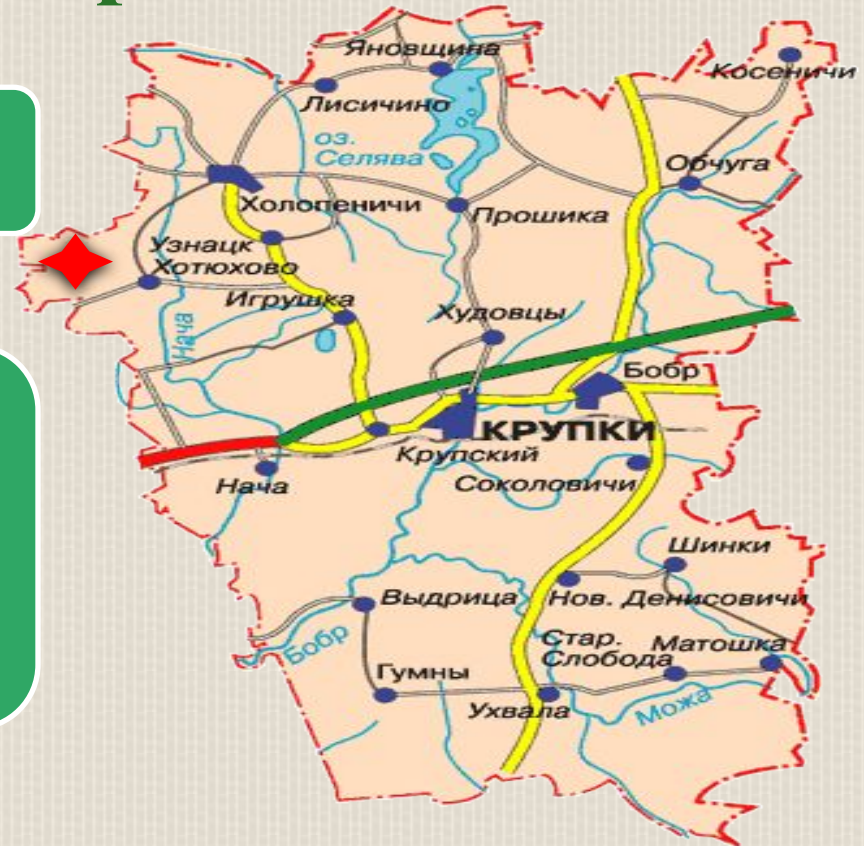 Яновщина
Косеничи
Лисичино
оз.
Селява
Обчуга
Холопеничи
Прошика
Узнацк
Хотюхово
Игрушка
Худовцы
Нача
Бобр
КРУПКИ
Крупский
Нача
Соколовичи
Шинки
Выдрица
Нов. Денисовичи
Бобр
Стар.
Слобода
Матошка
Гумны
Ухвала
Можа